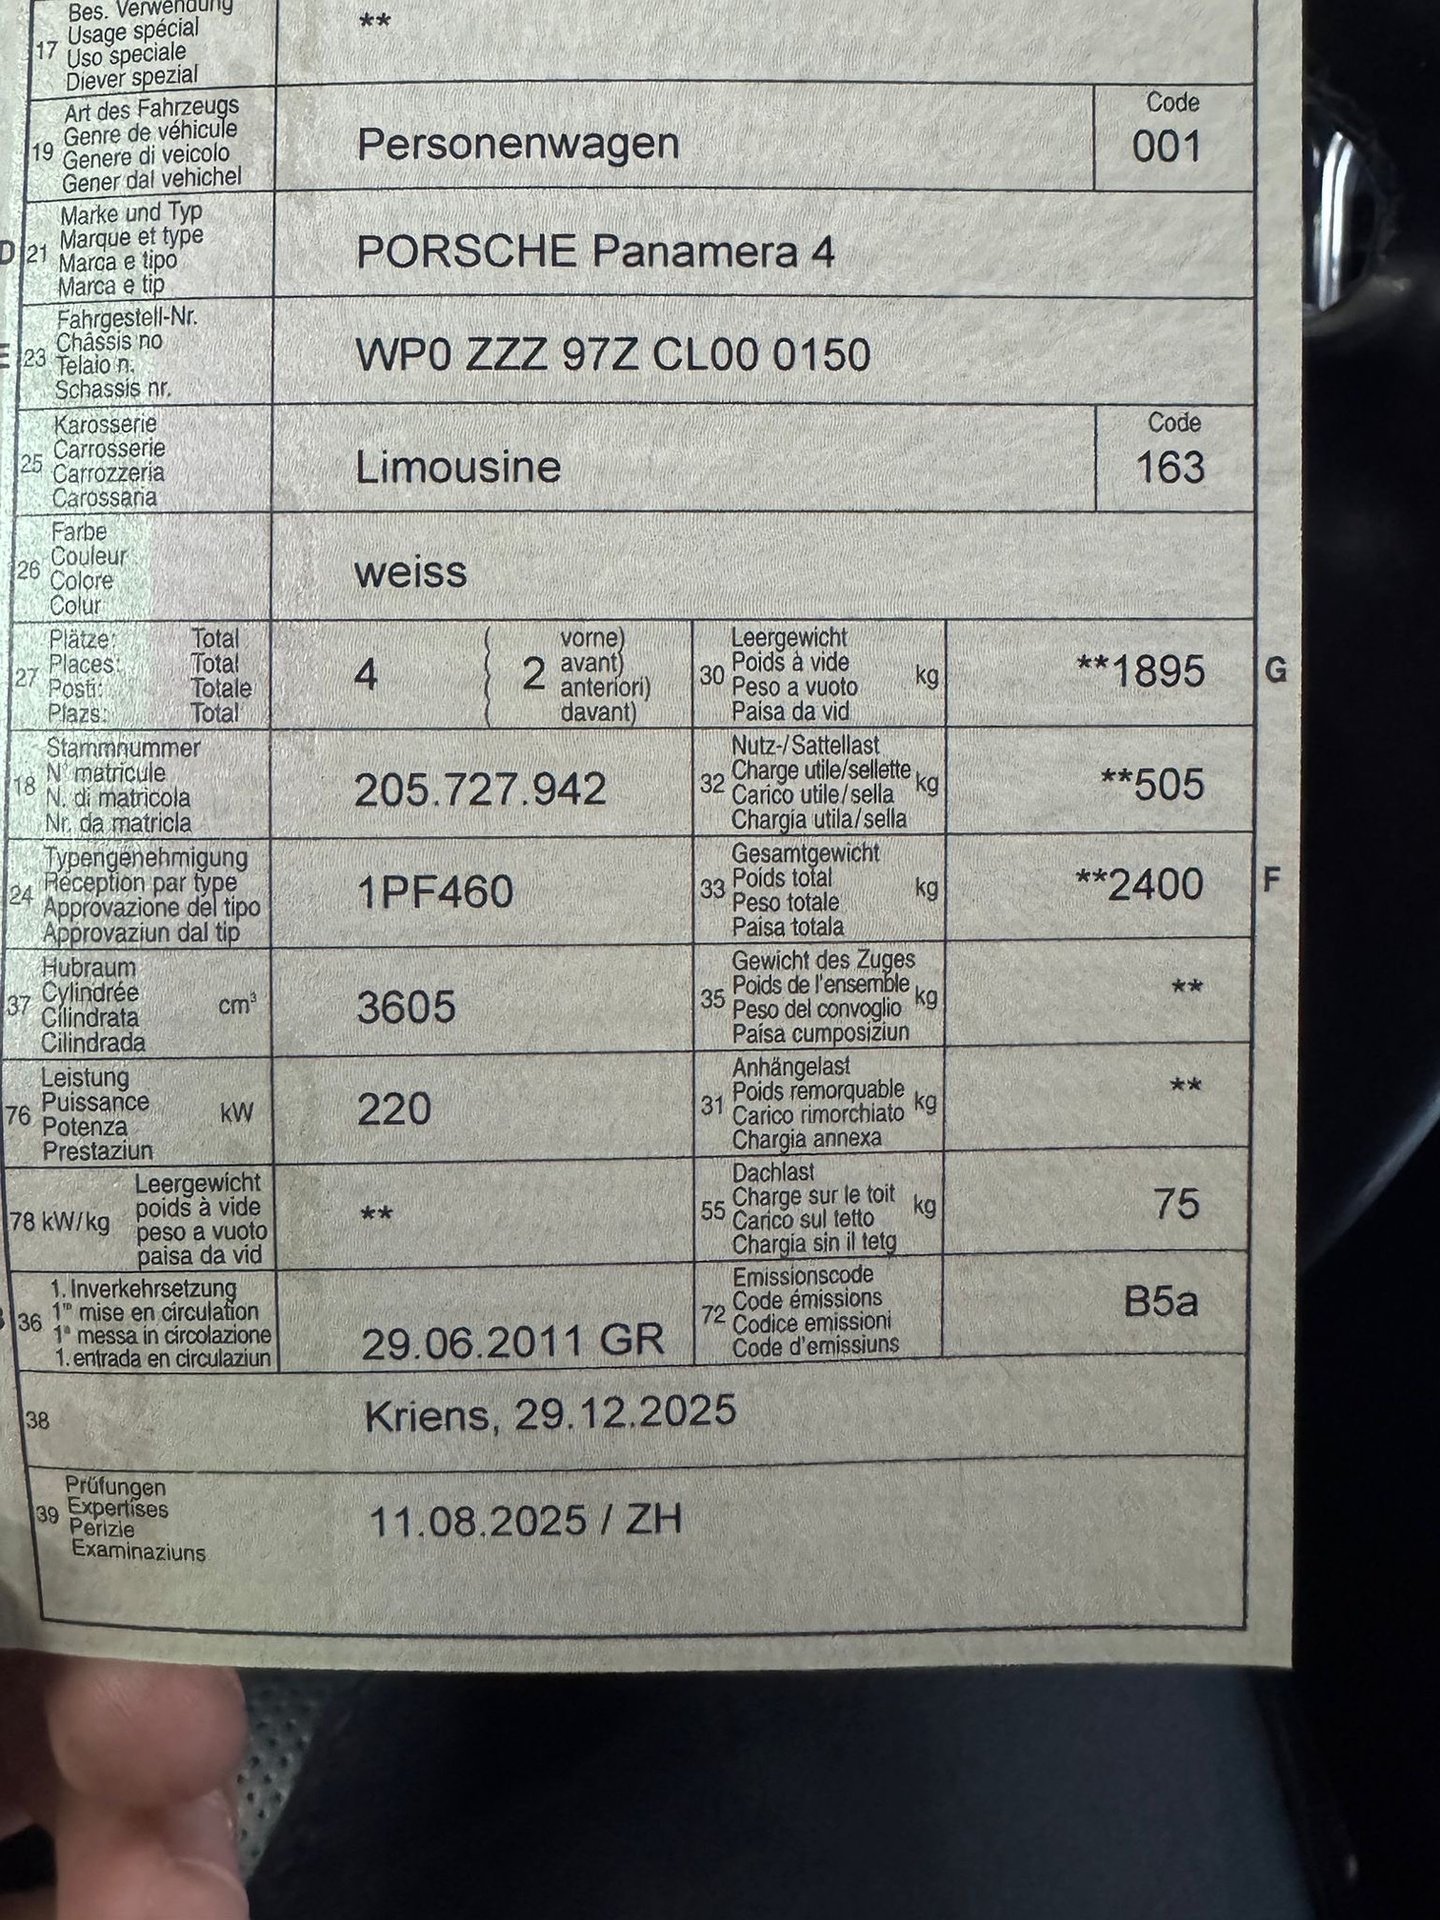 Bes. Verwendung
17 Usage spécial **
Uso speciale
Diever spezial
Art des Fahrzeugs Code
19 Genre de véhicule Personenwagen 001
Genere di veicolo
Gener dal vehichel
Marke und Typ
D 21 Marque et type PORSCHE Panamera 4
Marca e tipo
Marca e tip
Fahrgestell-Nr.
E 23 Châssis no WP0 ZZZ 97Z CL00 0150
Telaio n.
Schassis nr.
Karosserie Code
25 Carrosserie Limousine 163
Carrozzeria
Carossaria
Farbe
26 Couleur weiss
Colore
Colur
Plätze: Total vorne) Leergewicht
27 Places: Total 4 ( 2 avant) 30 Poids à vide kg **1895 G
Posti: Totale anteriori) Peso a vuoto
Plazs: Total davant) Paisa da vid
Stammnummer Nutz-/Sattellast
18 N° matricule 205.727.942 32 Charge utile/sellette kg **505
N. di matricola Carico utile/sella
Nr. da matricla Chargia utila/sella
Typengenehmigung Gesamtgewicht
24 Réception par type 1PF460 33 Poids total kg **2400 F
Approvazione del tipo Peso totale
Approvaziun dal tip Paisa totala
Hubraum Gewicht des Zuges
37 Cylindrée cm³ 3605 35 Poids de l'ensemble kg **
Cilindrata Peso del convoglio
Cilindrada Paisa cumposiziun
Leistung Anhängelast
76 Puissance kW 220 31 Poids remorquable kg **
Potenza Carico rimorchiato
Prestaziun Chargia annexa
Leergewicht Dachlast
78 kW/kg poids à vide ** 55 Charge sur le toit kg 75
peso a vuoto Carico sul tetto
paisa da vid Chargia sin il tetg
1. Inverkehrsetzung Emissionscode
36 1re mise en circulation 29.06.2011 GR 72 Code émissions B5a
1a messa in circolazione Codice emissioni
1. entrada en circulaziun Code d'emissiuns
38 Kriens, 29.12.2025
Prüfungen
39 Expertises 11.08.2025 / ZH
Perizie
Examinaziuns